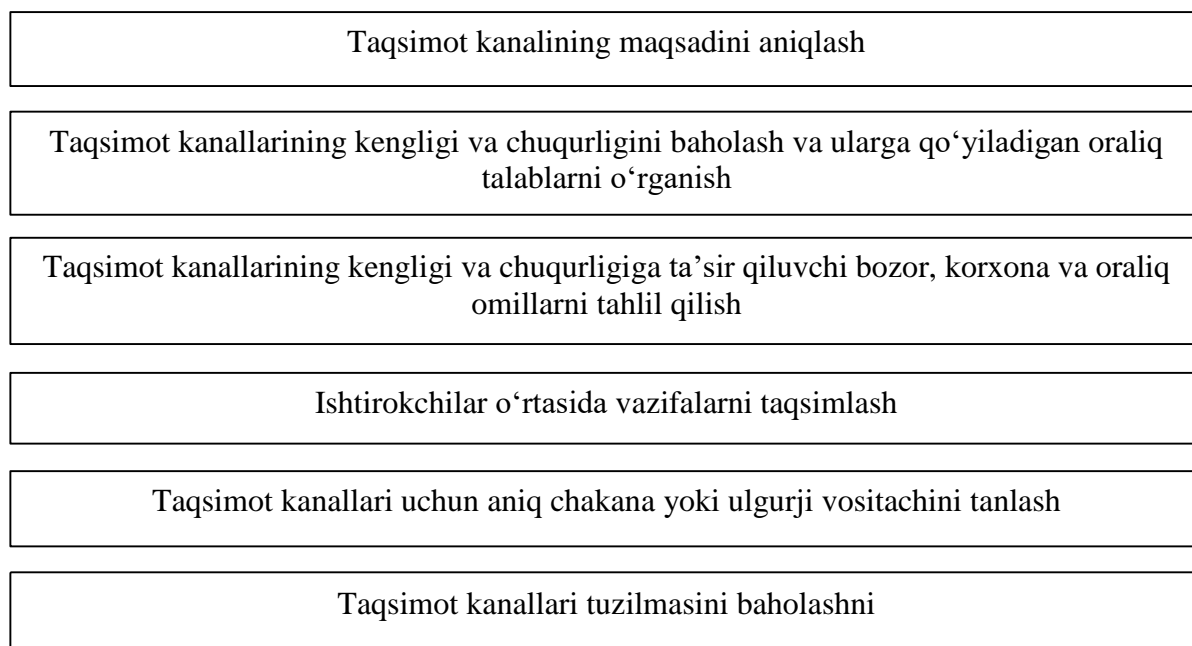 Taqsimot kanalining maqsadini aniqlash
Taqsimot kanallarining kengligi va chuqurligini baholash va ularga qo‘yiladigan oraliq
talablarni o‘rganish
Taqsimot kanallarining kengligi va chuqurligiga ta’sir qiluvchi bozor, korxona va oraliq
omillarni tahlil qilish
Ishtirokchilar o‘rtasida vazifalarni taqsimlash
Taqsimot kanallari uchun aniq chakana yoki ulgurji vositachini tanlash
Taqsimot kanallari tuzilmasini baholashni